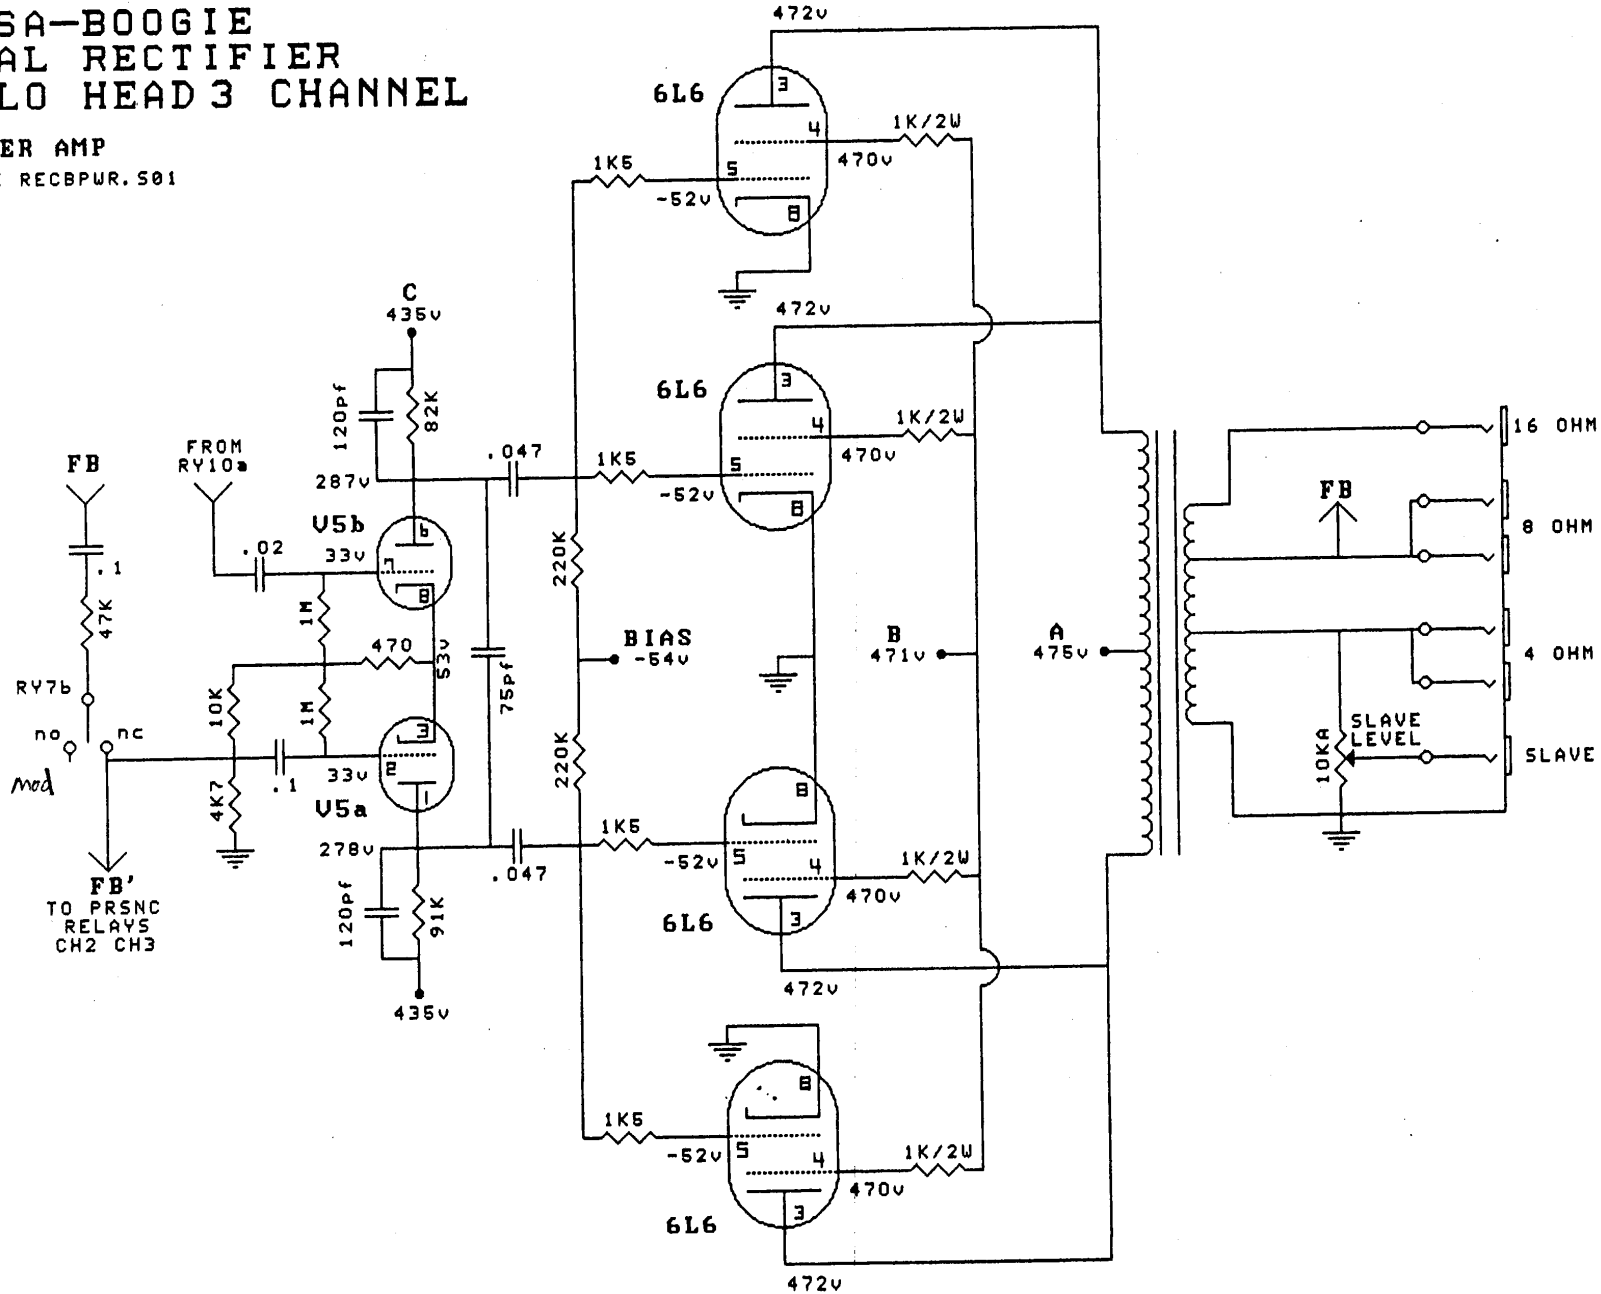 SA-BOOGIE
AL RECTIFIER
LO HEAD 3 CHANNEL
ER AMP
RECBPWR.S01
472v
6L6
3
4
5
8
1K/2W
470v
1K5
-52v
C
435v
472v
6L6
3
4
5
8
1K/2W
470v
120pf
82K
.047
1K5
-52v
287v
FB
FROM
RY10a
V5b
6
7
8
33v
.02
.1
47K
1M
470
53v
75pf
220K
BIAS
-54v
B
471v
A
475v
16 OHM
FB
8 OHM
4 OHM
SLAVE
LEVEL
10KA
SLAVE
RY7b
no
nc
mod
10K
1M
4K7
.1
33v
3
2
1
V5a
220K
278v
.047
1K5
-52v
8
5
4
3
6L6
1K/2W
470v
472v
FB'
TO PRSNC
RELAYS
CH2 CH3
120pf
91K
435v
1K5
-52v
8
5
4
3
6L6
1K/2W
470v
472v